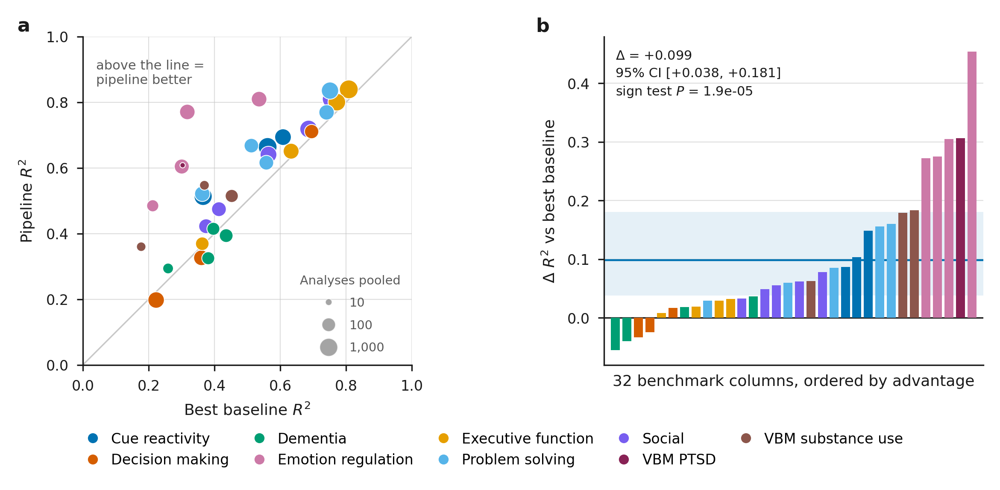 a
1.0
0.8
0.6
0.4
0.2
0.0
Pipeline R²
above the line =
pipeline better
Analyses pooled
10
100
1,000
0.0 0.2 0.4 0.6 0.8 1.0
Best baseline R²
b
0.4
0.3
0.2
0.1
0.0
Δ R² vs best baseline
Δ = +0.099
95% CI [+0.038, +0.181]
sign test P = 1.9e-05
32 benchmark columns, ordered by advantage
Cue reactivity
Decision making
Dementia
Emotion regulation
Executive function
Problem solving
Social
VBM PTSD
VBM substance use